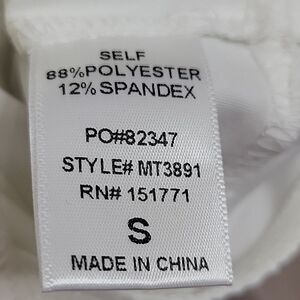 SELF
88%POLYESTER
12%SPANDEX
PO#82347
STYLE# MT3891
RN# 151771
S
MADE IN CHINA